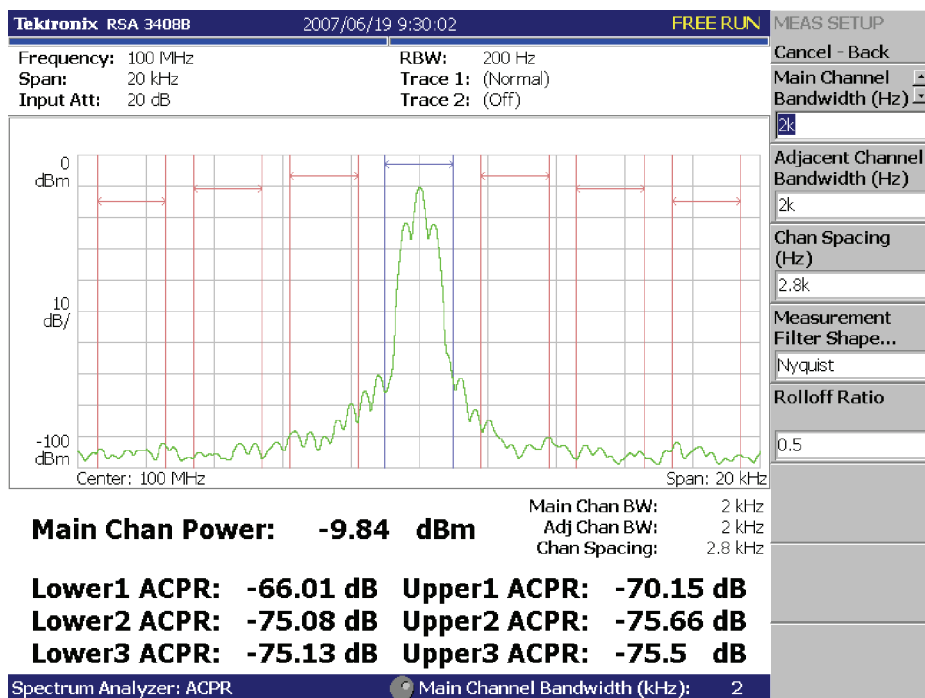 Tektronix RSA 3408B 2007/06/19 9:30:02 FREE RUN
Frequency: 100 MHz RBW: 200 Hz
Span: 20 kHz Trace 1: (Normal)
Input Att: 20 dB Trace 2: (Off)
0
dBm
10
dB/
-100
dBm
Center: 100 MHz Span: 20 kHz
Main Chan Power: -9.84 dBm
Main Chan BW: 2 kHz
Adj Chan BW: 2 kHz
Chan Spacing: 2.8 kHz
Lower1 ACPR: -66.01 dB Upper1 ACPR: -70.15 dB
Lower2 ACPR: -75.08 dB Upper2 ACPR: -75.66 dB
Lower3 ACPR: -75.13 dB Upper3 ACPR: -75.5 dB
Spectrum Analyzer: ACPR Main Channel Bandwidth (kHz): 2
MEAS SETUP
Cancel - Back
Main Channel
Bandwidth (Hz)
2k
Adjacent Channel
Bandwidth (Hz)
2k
Chan Spacing
(Hz)
2.8k
Measurement
Filter Shape...
Nyquist
Rolloff Ratio
0.5